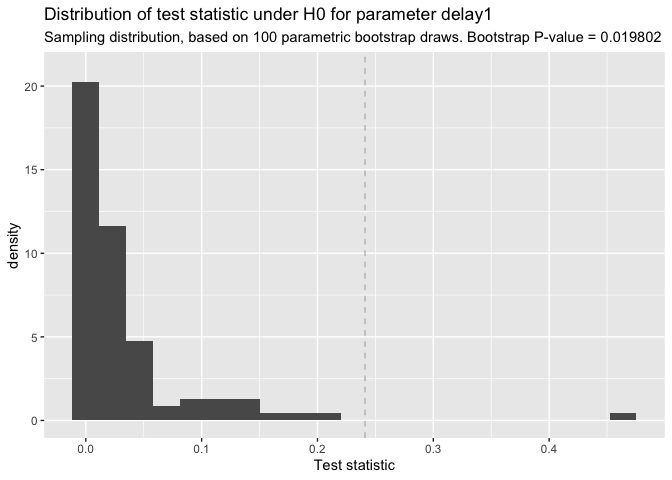 Distribution of test statistic under H0 for parameter delay1
Sampling distribution, based on 100 parametric bootstrap draws. Bootstrap P-value = 0.019802
20
15
10
5
0
density
0.0 0.1 0.2 0.3 0.4
Test statistic